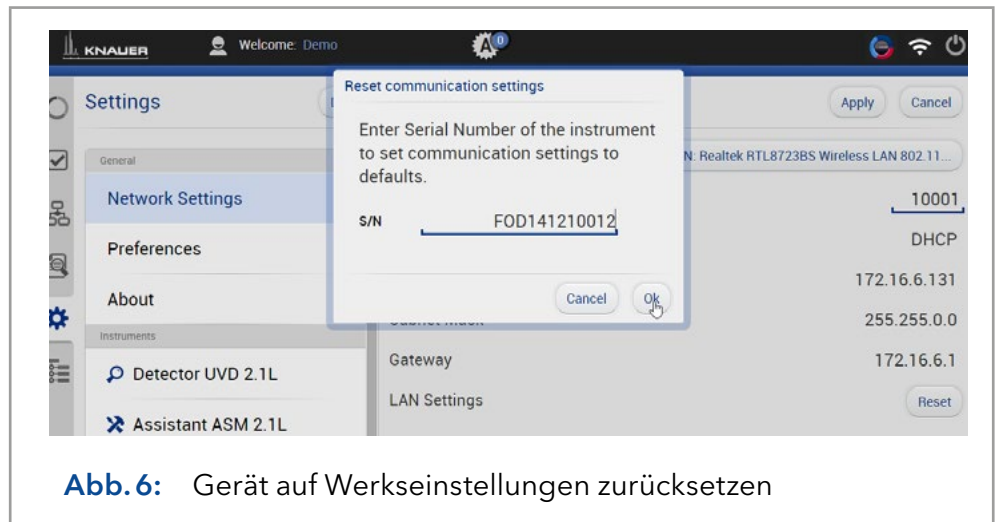 KNAUER
Welcome: Demo
A 0
Settings
Apply
Cancel
Reset communication settings
Enter Serial Number of the instrument
to set communication settings to
defaults.
S/N FOD141210012
Cancel
Ok
General
Network Settings
Preferences
About
Instruments
Detector UVD 2.1L
Assistant ASM 2.1L
N: Realtek RTL8723BS Wireless LAN 802.11...
10001
DHCP
172.16.6.131
255.255.0.0
Gateway 172.16.6.1
LAN Settings Reset
Abb. 6: Gerät auf Werkseinstellungen zurücksetzen